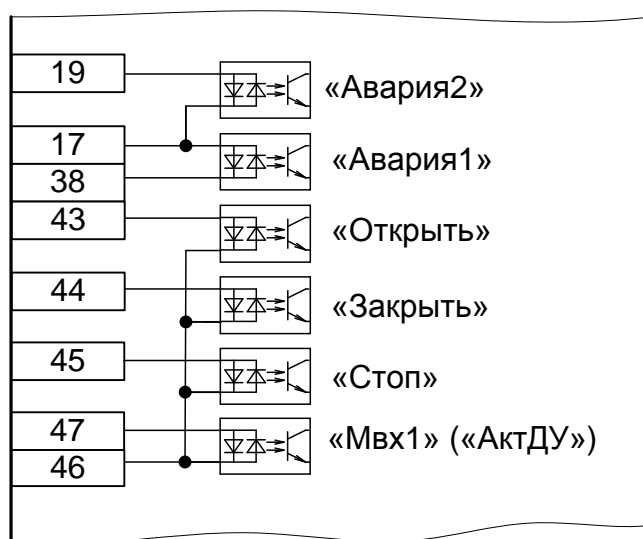 19
«Авария2»
17
«Авария1»
38
43
«Открыть»
44
«Закрыть»
45
«Стоп»
47
«Мвх1» («АктДУ»)
46